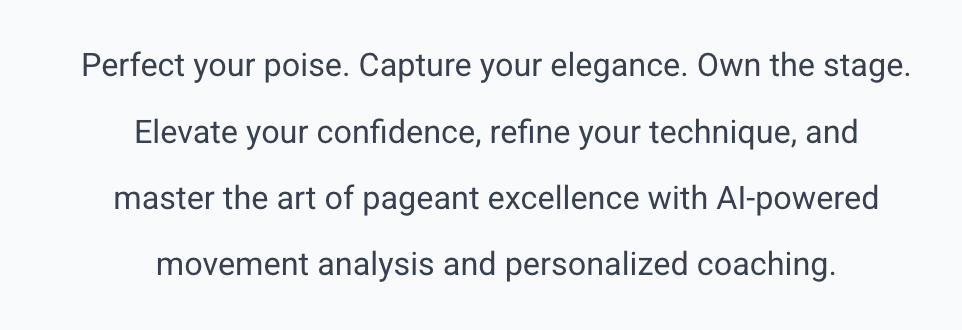 Perfect your poise. Capture your elegance. Own the stage.
Elevate your confidence, refine your technique, and
master the art of pageant excellence with AI-powered
movement analysis and personalized coaching.